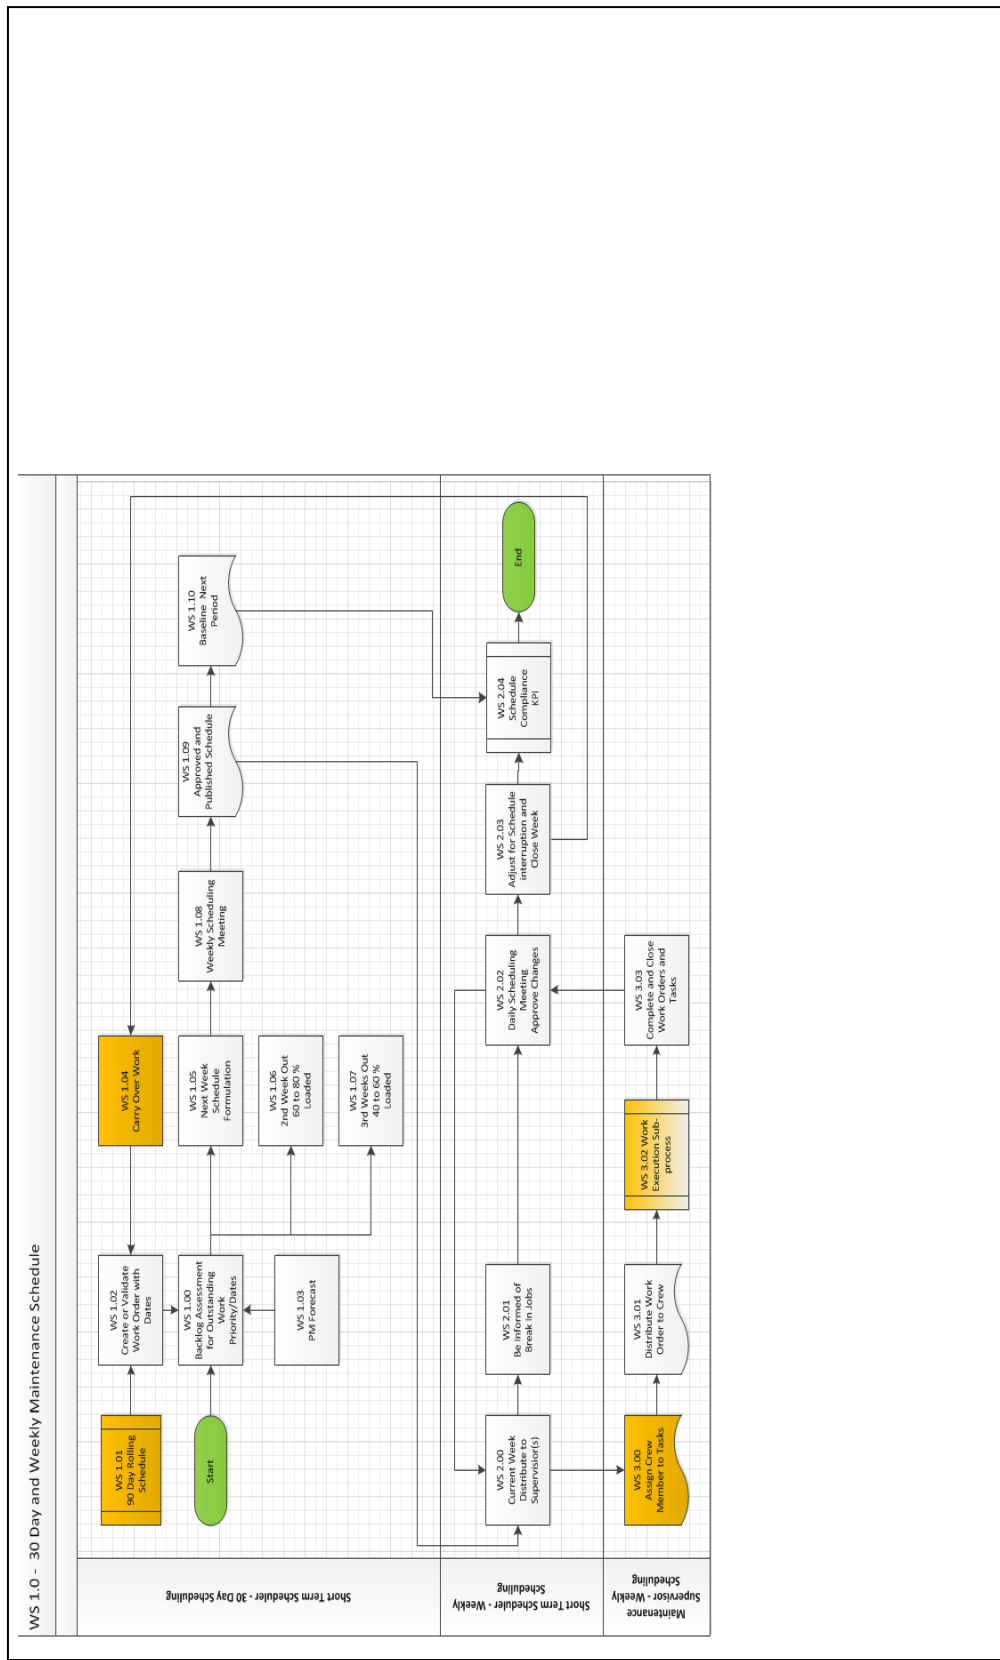 WS 1.0 - 30 Day and Weekly Maintenance Schedule
Short Term Scheduler - 30 Day Scheduling
WS 1.01
90 Day Rolling
Schedule
WS 1.02
Create or Validate
Work Order with
Dates
WS 1.04
Carry Over Work
Start
WS 1.00
Backlog Assessment
for Outstanding
Work
Priority/Dates
WS 1.05
Next Week
Schedule
Formulation
WS 1.08
Weekly Scheduling
Meeting
WS 1.09
Approved and
Published Schedule
WS 1.10
Baseline Next
Period
WS 1.03
PM Forecast
WS 1.06
2nd Week Out
60 to 80 %
Loaded
WS 1.07
3rd Weeks Out
40 to 60 %
Loaded
Short Term Scheduler - Weekly
Scheduling
WS 2.00
Current Week
Distribute to
Supervisior(s)
WS 2.01
Be Informed of
Break In Jobs
WS 2.02
Daily Scheduling
Meeting
Approve Changes
WS 2.03
Adjust for Schedule
interruption and
Close Week
WS 2.04
Schedule
Compliance
KPI
End
Maintenance
Supervisor - Weekly
Scheduling
WS 3.00
Assign Crew
Member to Tasks
WS 3.01
Distribute Work
Order to Crew
WS 3.02 Work
Execution Sub-
process
WS 3.03
Complete and Close
Work Orders and
Tasks